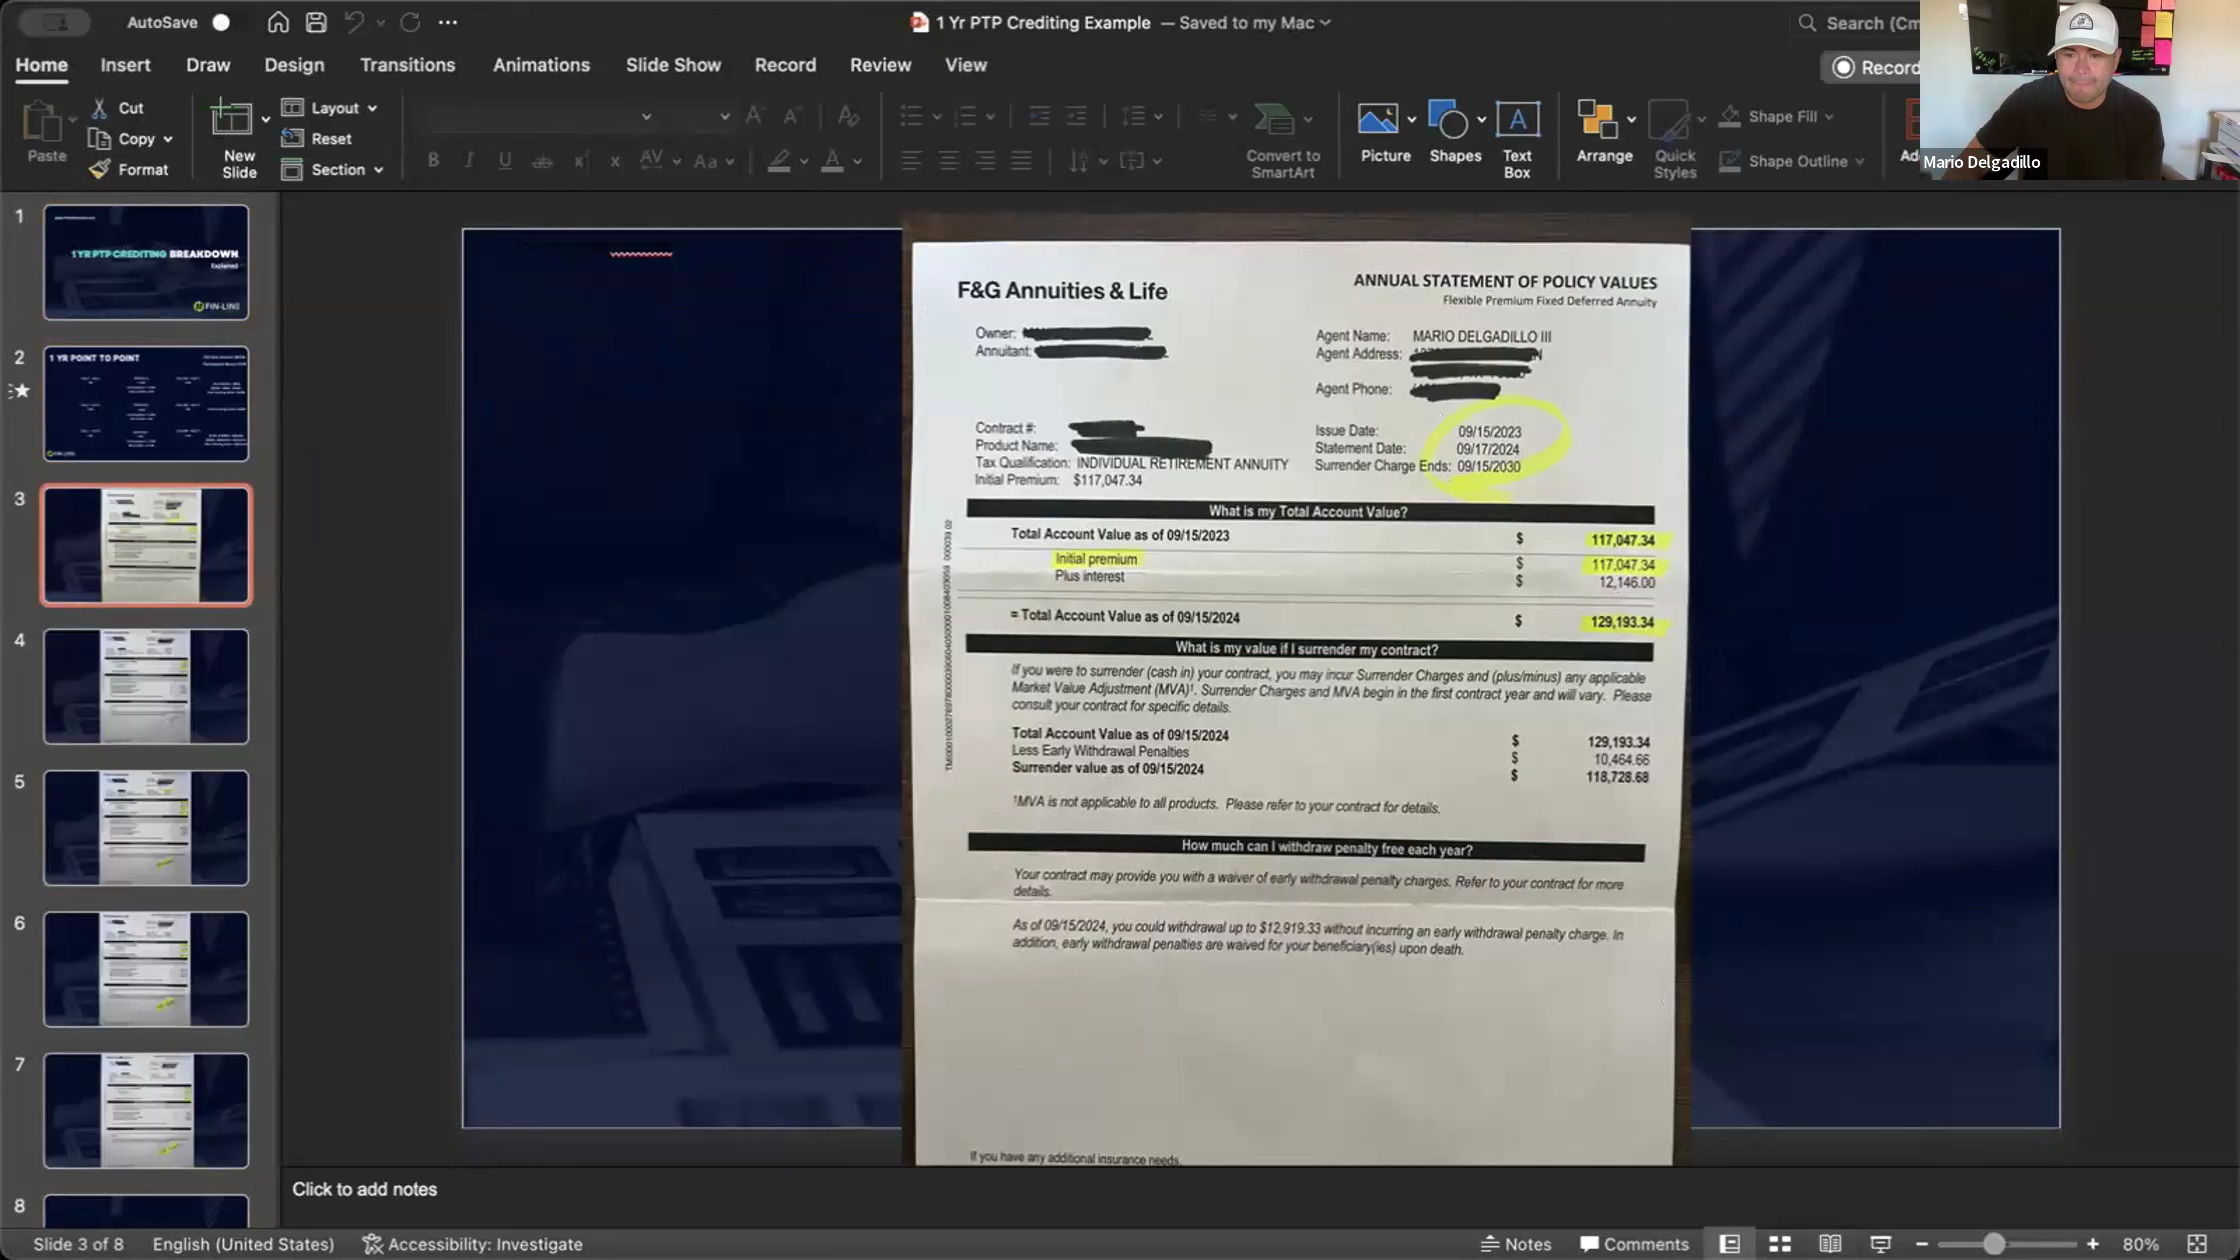 AutoSave
1 Yr PTP Crediting Example — Saved to my Mac
Search (Cm
Home Insert Draw Design Transitions Animations Slide Show Record Review View
Record
Paste
Cut
Copy
Format
New Slide
Layout
Reset
Section
Convert to SmartArt
Picture
Shapes
Text Box
Arrange
Quick Styles
Shape Fill
Shape Outline
Mario Delgadillo
1
1 YR PTP CREDITING BREAKDOWN
Explained
FIN-LINE
2
1 YR POINT TO POINT
3
4
5
6
7
8
F&G Annuities & Life
ANNUAL STATEMENT OF POLICY VALUES
Flexible Premium Fixed Deferred Annuity
Owner:
Annuitant:
Agent Name: MARIO DELGADILLO III
Agent Address:
Agent Phone:
Contract #:
Product Name:
Tax Qualification: INDIVIDUAL RETIREMENT ANNUITY
Initial Premium: $117,047.34
Issue Date: 09/15/2023
Statement Date: 09/17/2024
Surrender Charge Ends: 09/15/2030
What is my Total Account Value?
Total Account Value as of 09/15/2023 $ 117,047.34
Initial premium $ 117,047.34
Plus interest $ 12,146.00
= Total Account Value as of 09/15/2024 $ 129,193.34
What is my value if I surrender my contract?
If you were to surrender (cash in) your contract, you may incur Surrender Charges and (plus/minus) any applicable
Market Value Adjustment (MVA)¹. Surrender Charges and MVA begin in the first contract year and will vary. Please
consult your contract for specific details.
Total Account Value as of 09/15/2024 $ 129,193.34
Less Early Withdrawal Penalties $ 10,464.66
Surrender value as of 09/15/2024 $ 118,728.68
¹MVA is not applicable to all products. Please refer to your contract for details.
How much can I withdraw penalty free each year?
Your contract may provide you with a waiver of early withdrawal penalty charges. Refer to your contract for more
details.
As of 09/15/2024, you could withdrawal up to $12,919.33 without incurring an early withdrawal penalty charge. In
addition, early withdrawal penalties are waived for your beneficiary(ies) upon death.
If you have any additional insurance needs,
Click to add notes
Slide 3 of 8
English (United States)
Accessibility: Investigate
Notes
Comments
80%